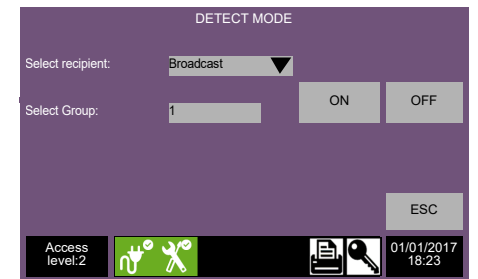 DETECT MODE
Select recipient: Broadcast
Select Group: 1
ON OFF
ESC
Access level:2
01/01/2017
18:23